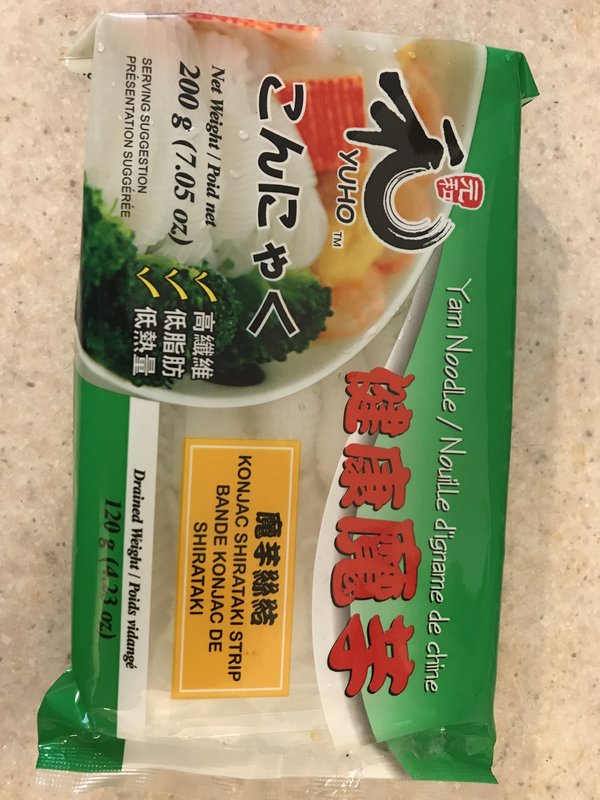 元和
YUHO™
こんにゃく
Net Weight / Poid net
200 g (7.05 oz)
SERVING SUGGESTION
PRÉSENTATION SUGGÉRÉE
高纖維
低脂肪
低熱量
Yam Noodle / Nouille d'igname de chine
健康魔芋
魔芋絲結
KONJAC SHIRATAKI STRIP
BANDE KONJAC DE
SHIRATAKI
Drained Weight / Poids vidangé
120 g (4.23 oz)